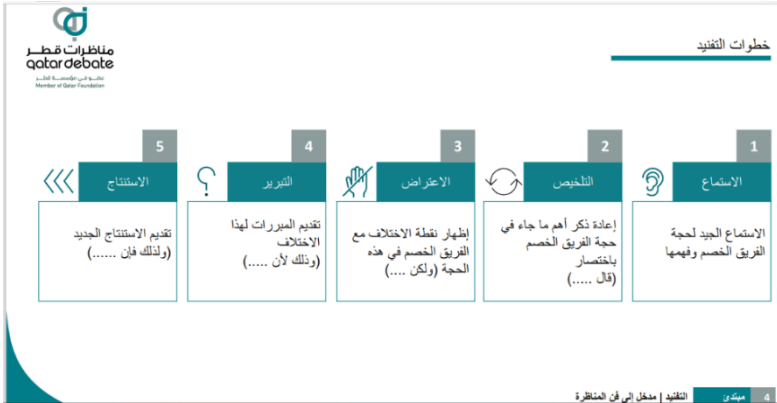 مناظرات قطر
qatardebate
عضو في مؤسسة قطر
Member of Qatar Foundation
خطوات التفنيد
1
الاستماع
الاستماع الجيد لحجة
الفريق الخصم وفهمها
2
التلخيص
إعادة ذكر أهم ما جاء في
حجة الفريق الخصم
باختصار
(قال .....)
3
الاعتراض
إظهار نقطة الاختلاف مع
الفريق الخصم في هذه
الحجة (ولكن ....)
4
التبرير
تقديم المبررات لهذا
الاختلاف
(وذلك لأن .....)
5
الاستنتاج
تقديم الاستنتاج الجديد
(ولذلك فإن ......)
4
مبتدئ
التفنيد | مدخل إلى فن المناظرة